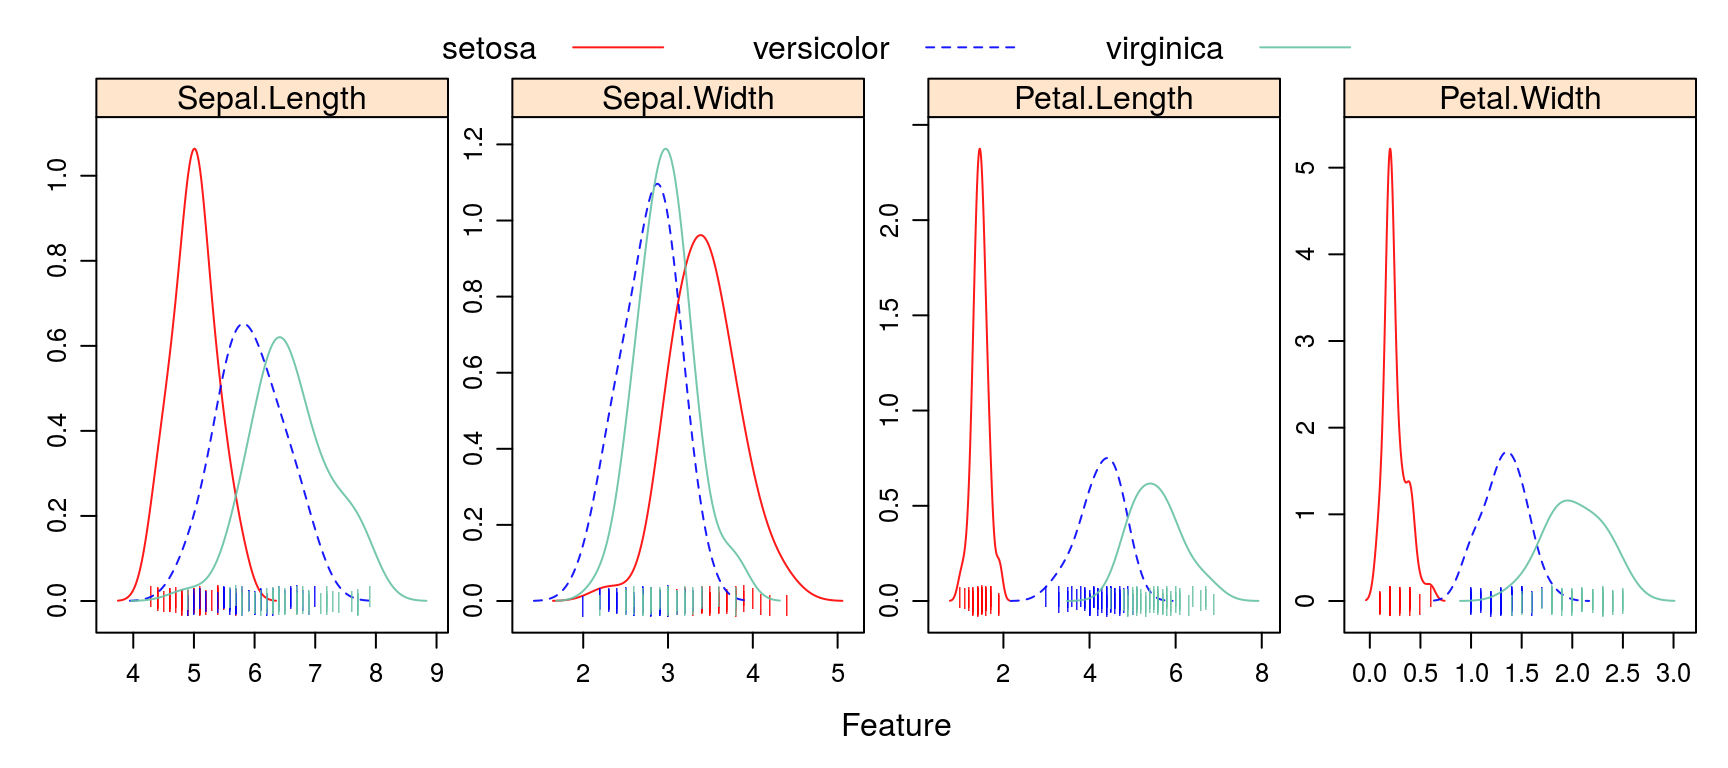 setosa versicolor virginica
Sepal.Length Sepal.Width Petal.Length Petal.Width
0.0 0.2 0.4 0.6 0.8 1.0
4 5 6 7 8 9
0.0 0.2 0.4 0.6 0.8 1.0 1.2
2 3 4 5
0.0 0.5 1.0 1.5 2.0
2 4 6 8
0 1 2 3 4 5
0.0 0.5 1.0 1.5 2.0 2.5 3.0
Feature